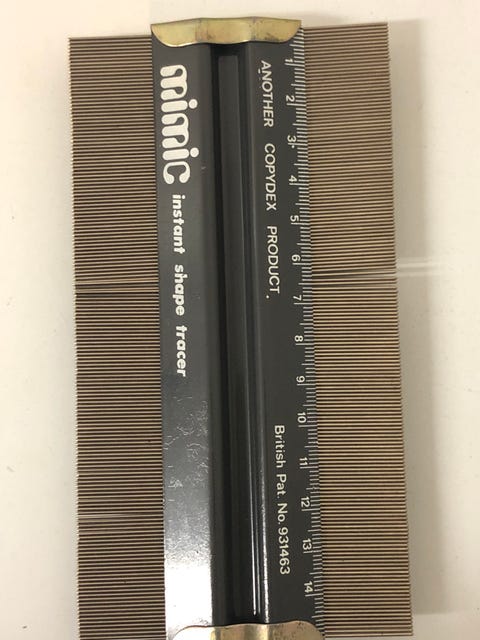 mimic instant shape tracer
ANOTHER COPYDEX PRODUCT.
British Pat. No. 931463
1 2 3 4 5 6 7 8 9 10 11 12 13 14